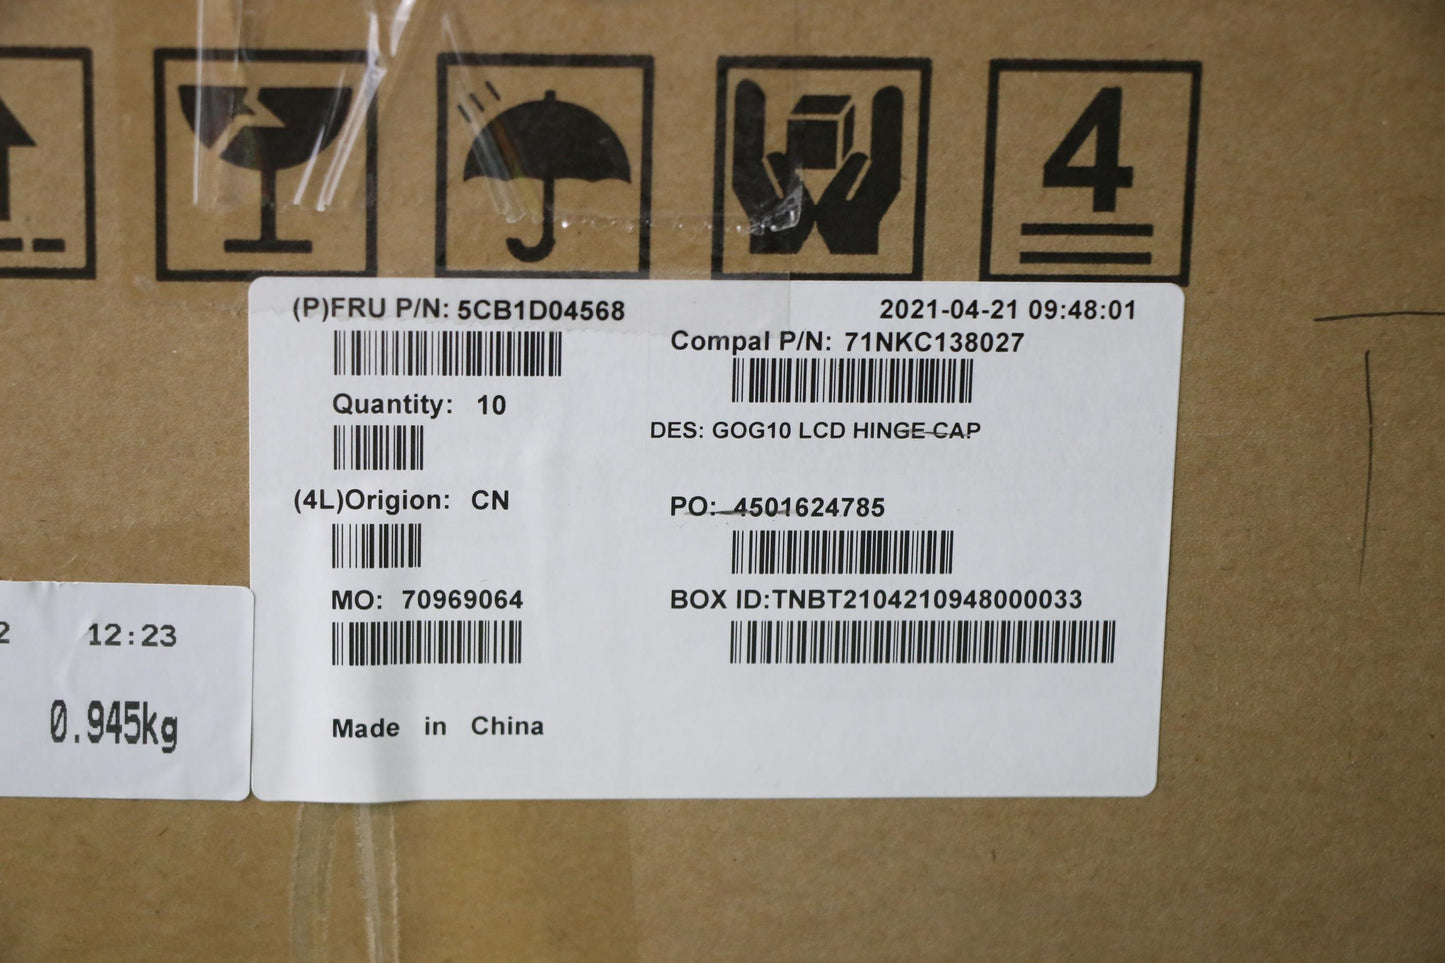 4
(P)FRU P/N: 5CB1D04568
2021-04-21 09:48:01
Compal P/N: 71NKC138027
Quantity: 10
DES: GOG10 LCD HINGE CAP
(4L)Origion: CN
PO: 4501624785
MO: 70969064
BOX ID:TNBT2104210948000033
Made in China
2 12:23
0.945kg